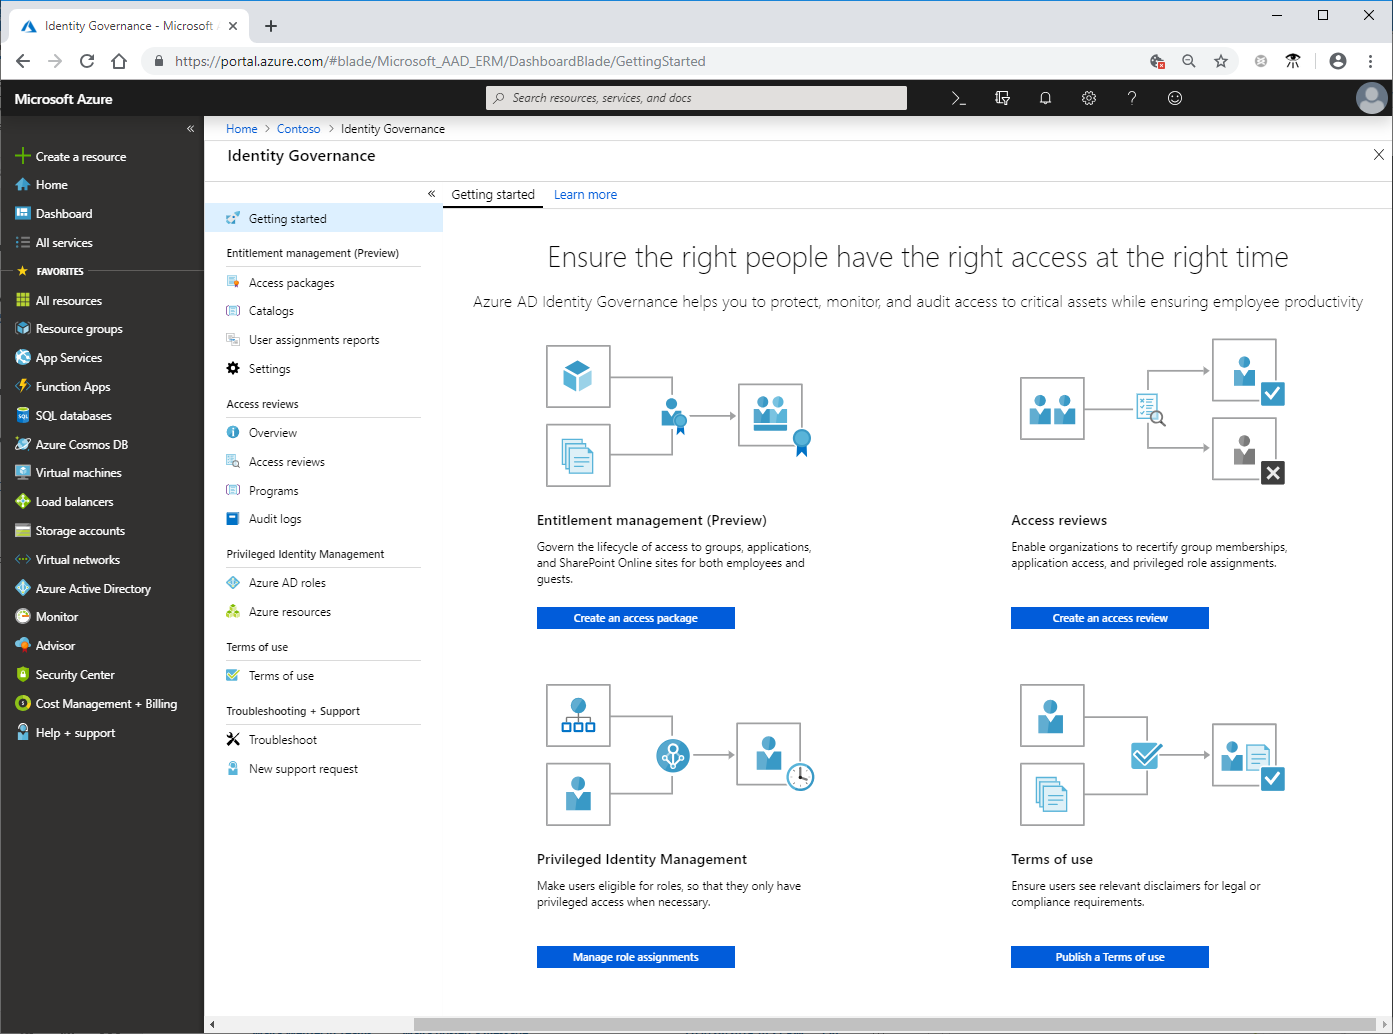 Identity Governance - Microsoft
https://portal.azure.com/#blade/Microsoft_AAD_ERM/DashboardBlade/GettingStarted
Microsoft Azure
Search resources, services, and docs
Create a resource
Home
Dashboard
All services
FAVORITES
All resources
Resource groups
App Services
Function Apps
SQL databases
Azure Cosmos DB
Virtual machines
Load balancers
Storage accounts
Virtual networks
Azure Active Directory
Monitor
Advisor
Security Center
Cost Management + Billing
Help + support
Home > Contoso > Identity Governance
Identity Governance
Getting started
Entitlement management (Preview)
Access packages
Catalogs
User assignments reports
Settings
Access reviews
Overview
Access reviews
Programs
Audit logs
Privileged Identity Management
Azure AD roles
Azure resources
Terms of use
Terms of use
Troubleshooting + Support
Troubleshoot
New support request
Getting started Learn more
Ensure the right people have the right access at the right time
Azure AD Identity Governance helps you to protect, monitor, and audit access to critical assets while ensuring employee productivity
Entitlement management (Preview)
Govern the lifecycle of access to groups, applications,
and SharePoint Online sites for both employees and
guests.
Create an access package
Access reviews
Enable organizations to recertify group memberships,
application access, and privileged role assignments.
Create an access review
Privileged Identity Management
Make users eligible for roles, so that they only have
privileged access when necessary.
Manage role assignments
Terms of use
Ensure users see relevant disclaimers for legal or
compliance requirements.
Publish a Terms of use